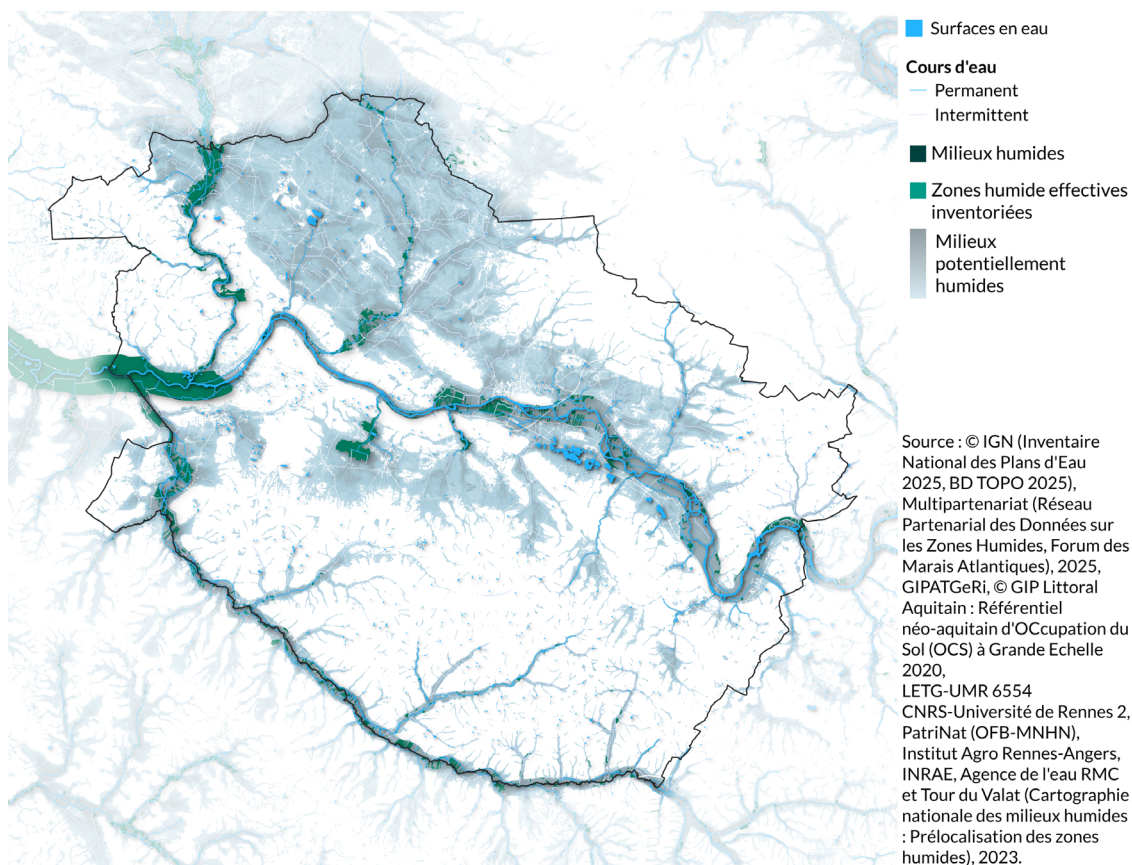 Surfaces en eau
Cours d'eau
Permanent
Intermittent
Milieux humides
Zones humide effectives
inventoriées
Milieux
potentiellement
humides
Source : © IGN (Inventaire
National des Plans d'Eau
2025, BD TOPO 2025),
Multipartenariat (Réseau
Partenarial des Données sur
les Zones Humides, Forum des
Marais Atlantiques), 2025,
GIPATGeRi, © GIP Littoral
Aquitain : Référentiel
néo-aquitain d'OCcupation du
Sol (OCS) à Grande Echelle
2020,
LETG-UMR 6554
CNRS-Université de Rennes 2,
PatriNat (OFB-MNHN),
Institut Agro Rennes-Angers,
INRAE, Agence de l'eau RMC
et Tour du Valat (Cartographie
nationale des milieux humides
: Prélocalisation des zones
humides), 2023.